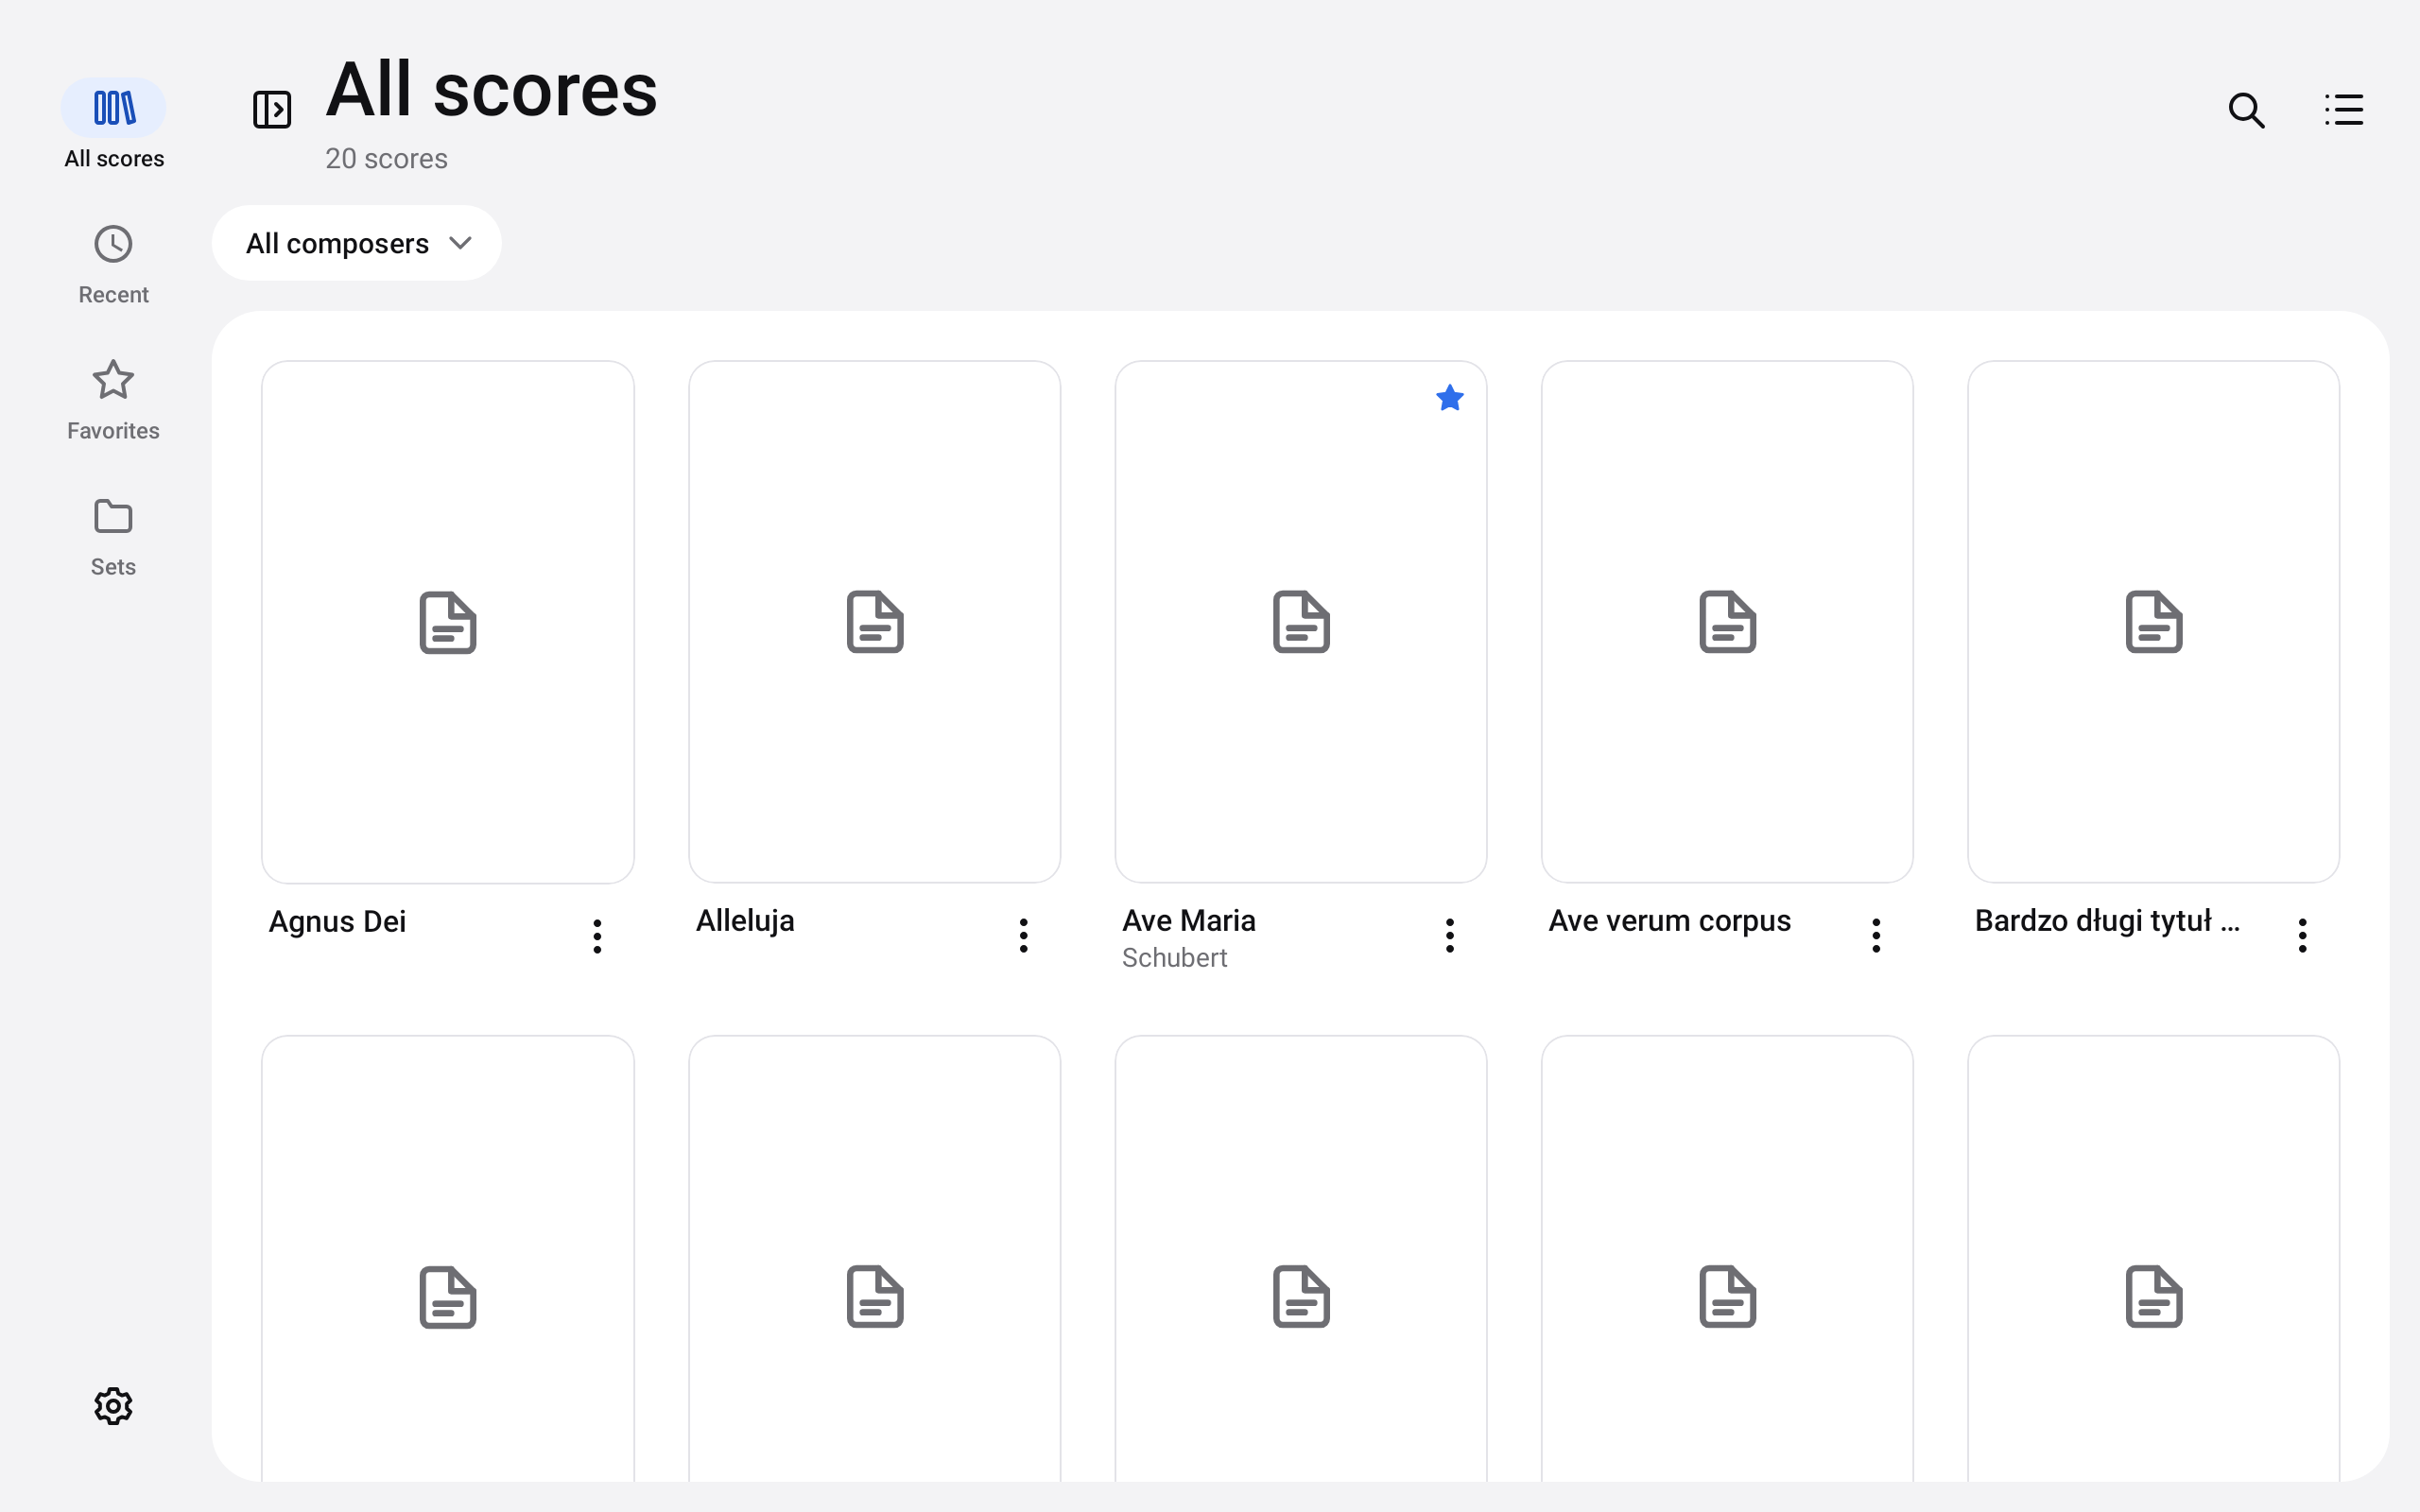 All scores
20 scores
All scores
Recent
Favorites
Sets
All composers
Agnus Dei
Alleluja
Ave Maria
Schubert
Ave verum corpus
Bardzo długi tytuł ...